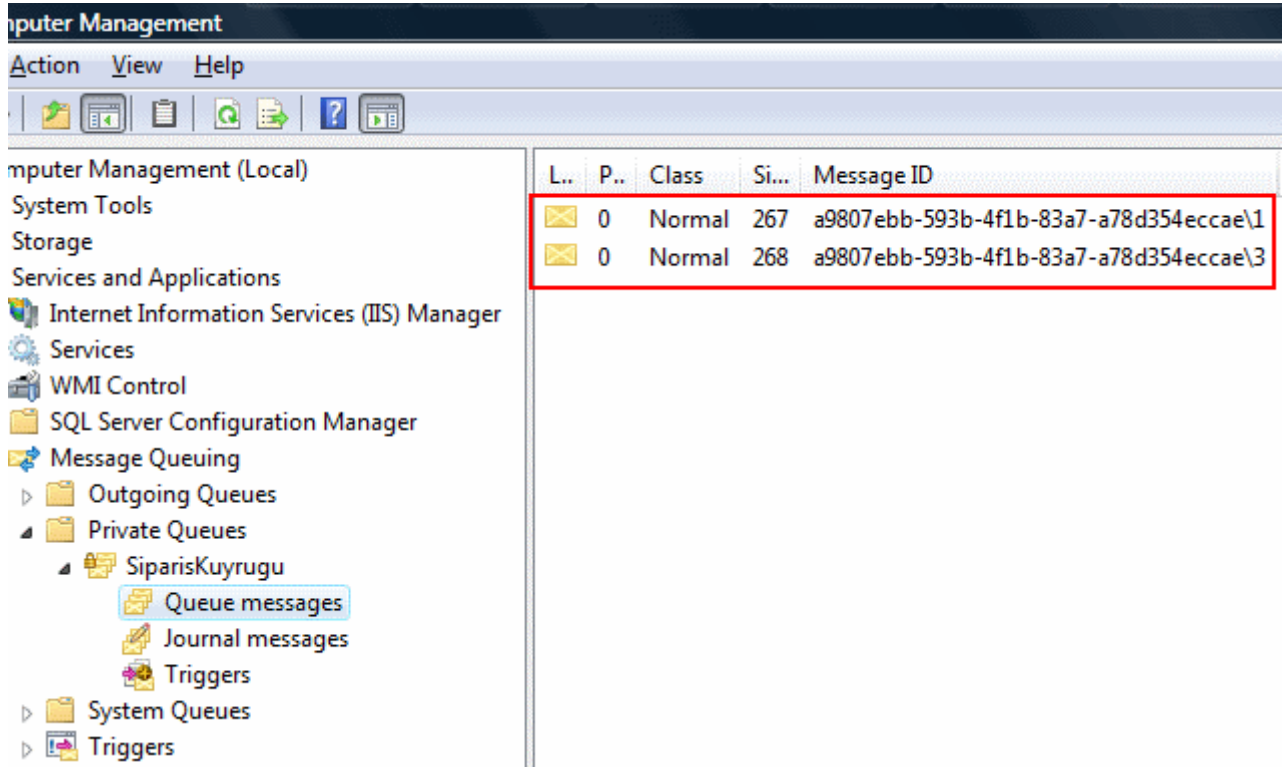 nputer Management
Action View Help
mputer Management (Local)
System Tools
Storage
Services and Applications
Internet Information Services (IIS) Manager
Services
WMI Control
SQL Server Configuration Manager
Message Queuing
Outgoing Queues
Private Queues
SiparisKuyrugu
Queue messages
Journal messages
Triggers
System Queues
Triggers
L.. P.. Class Si... Message ID
0 Normal 267 a9807ebb-593b-4f1b-83a7-a78d354eccae\1
0 Normal 268 a9807ebb-593b-4f1b-83a7-a78d354eccae\3